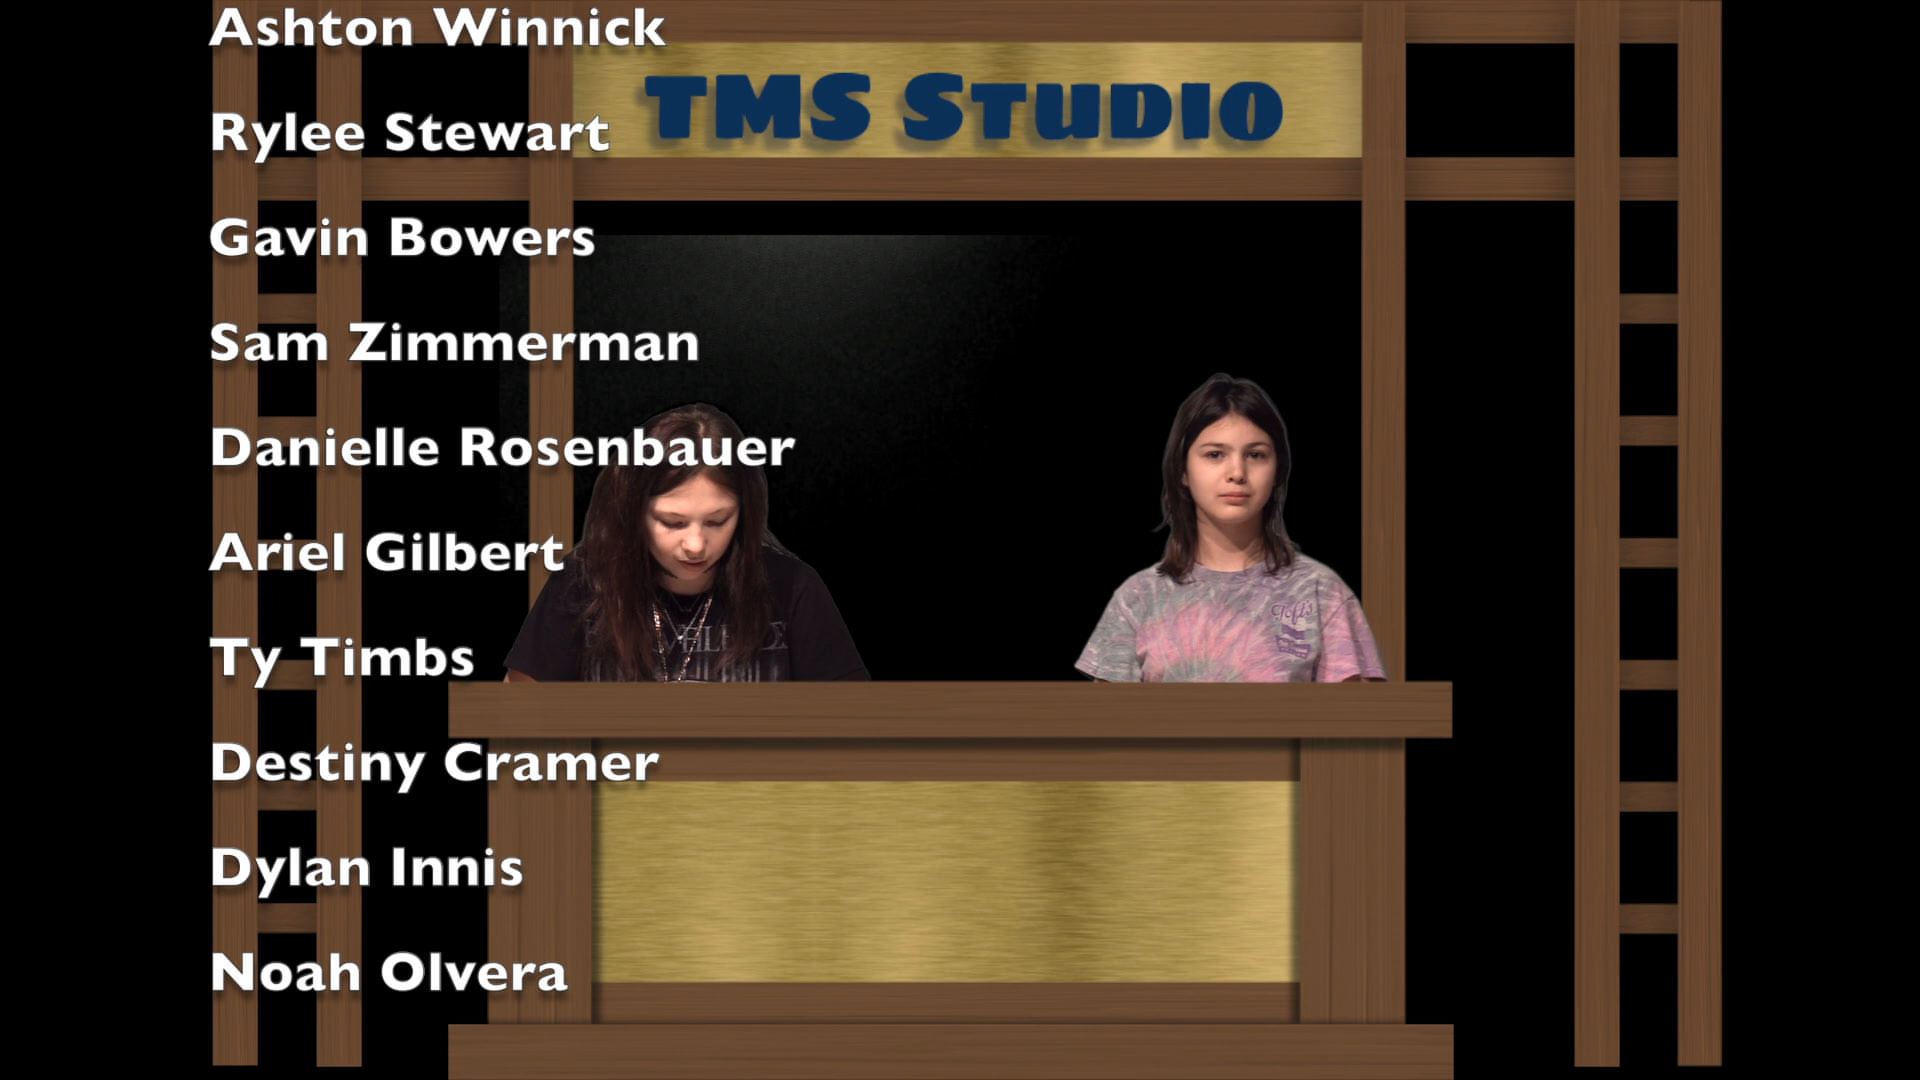 Ashton Winnick
TMS Studio
Rylee Stewart
Gavin Bowers
Sam Zimmerman
Danielle Rosenbauer
Ariel Gilbert
Toft's
Ty Timbs
Destiny Cramer
Dylan Innis
Noah Olvera